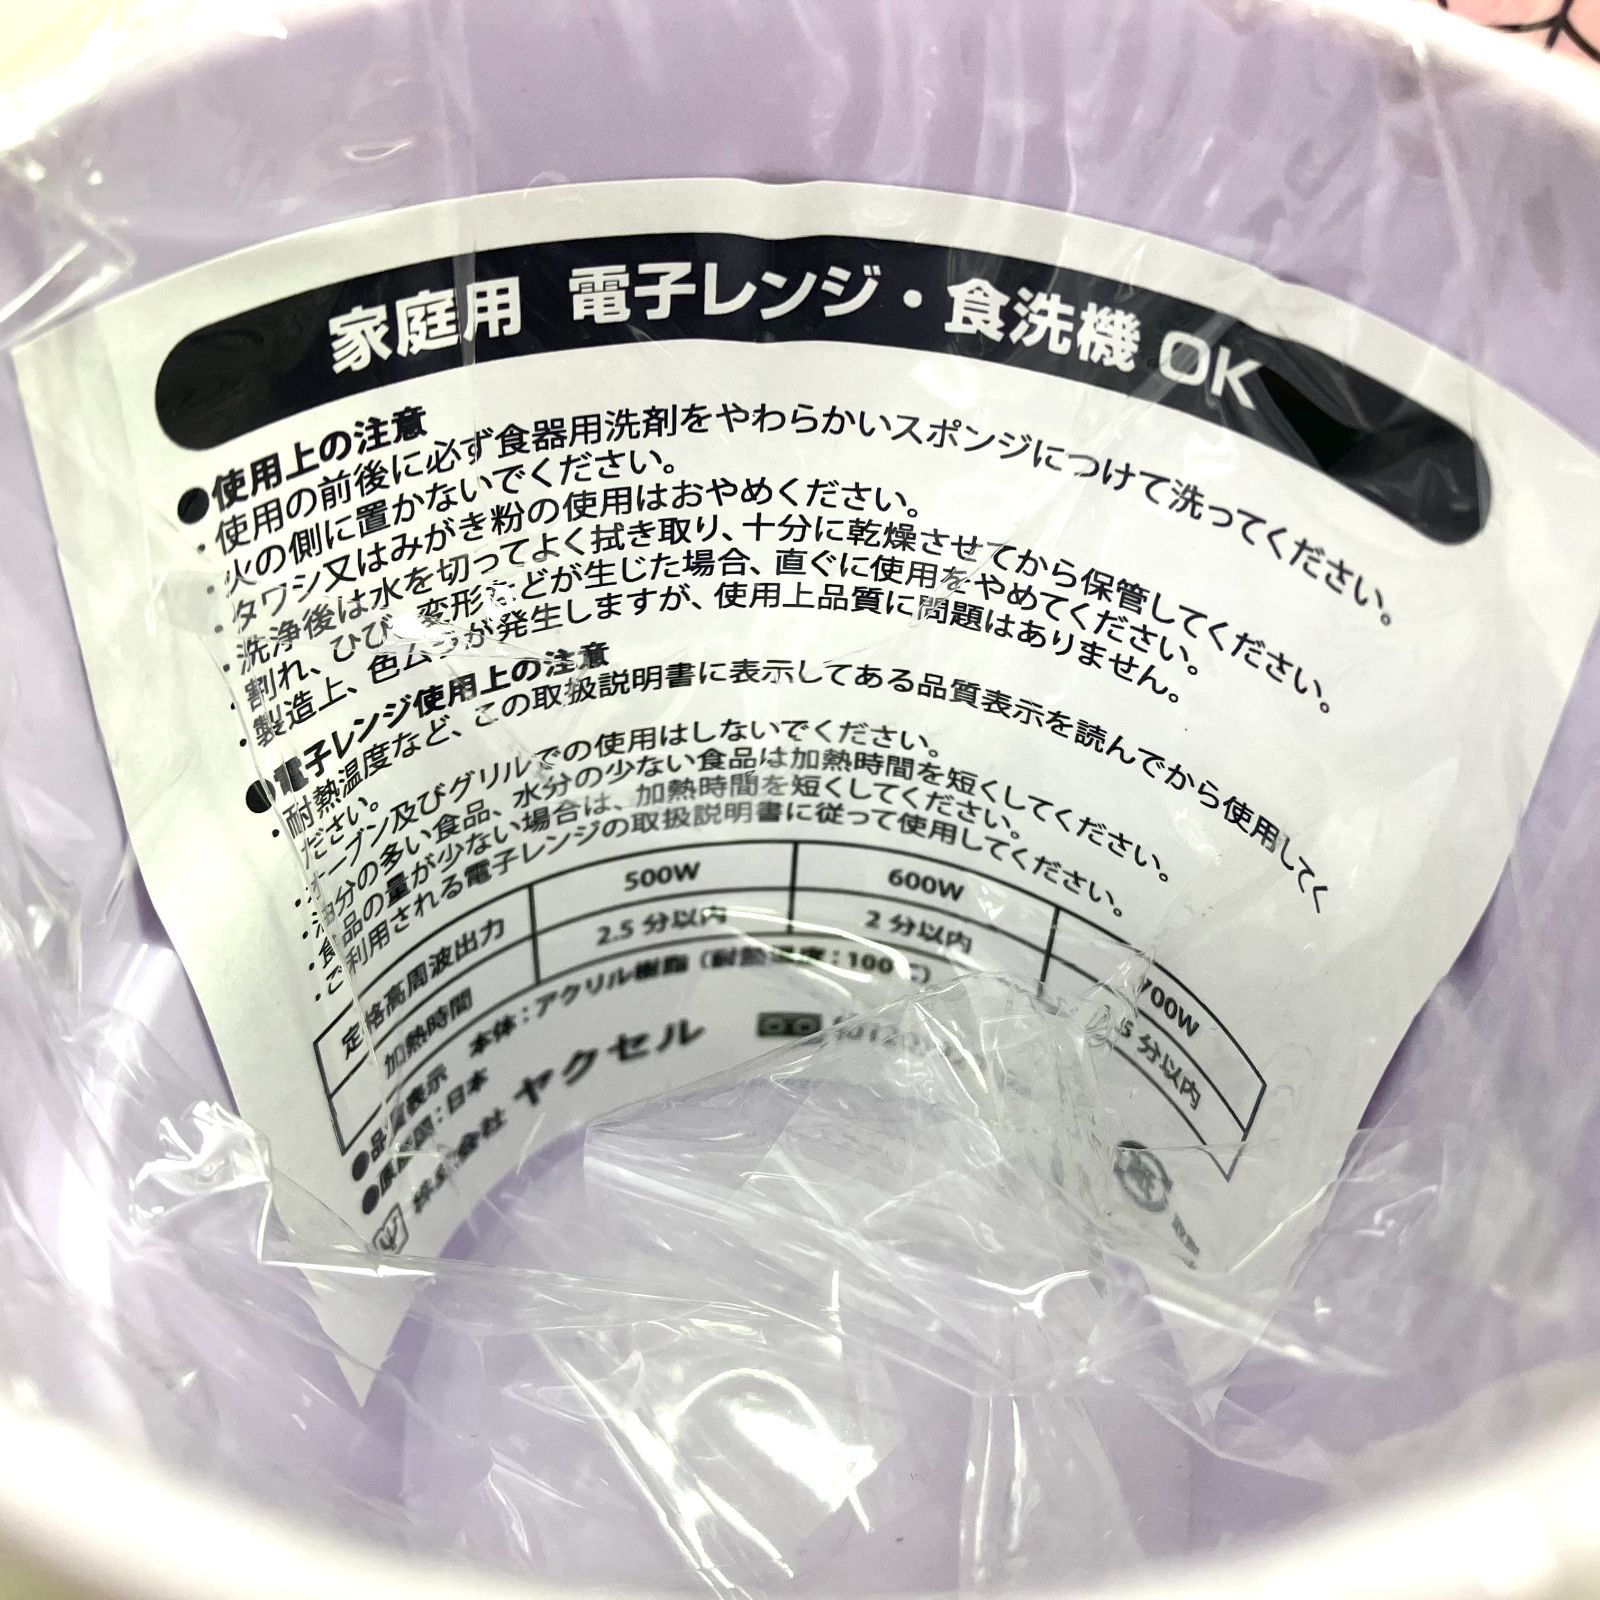 家庭用 電子レンジ・食洗機 OK
●使用上の注意
・使用の前後に必ず食器用洗剤をやわらかいスポンジにつけて洗ってください。
・火の側に置かないでください。
・タワシ又はみがき粉の使用はおやめください。
・洗浄後は水を切ってよく拭き取り、十分に乾燥させてから保管してください。
・割れ、ひび、変形などが生じた場合、直ぐに使用をやめてください。
・製造上、色ムラが発生しますが、使用上品質に問題はありません。
●電子レンジ使用上の注意
・耐熱温度など、この取扱説明書に表示してある品質表示を読んでから使用してく
ださい。
・オーブン及びグリルでの使用はしないでください。
・油分の多い食品、水分の少ない食品は加熱時間を短くしてください。
・食品の量が少ない場合は、加熱時間を短くしてください。
・ご利用される電子レンジの取扱説明書に従って使用してください。
定格高周波出力 500W 600W 700W
加熱時間 2.5 分以内 2 分以内 5 分以内
●品質表示 本体：アクリル樹脂（耐熱温度：100℃）
●原産国：日本
株式会社 ヤクセル